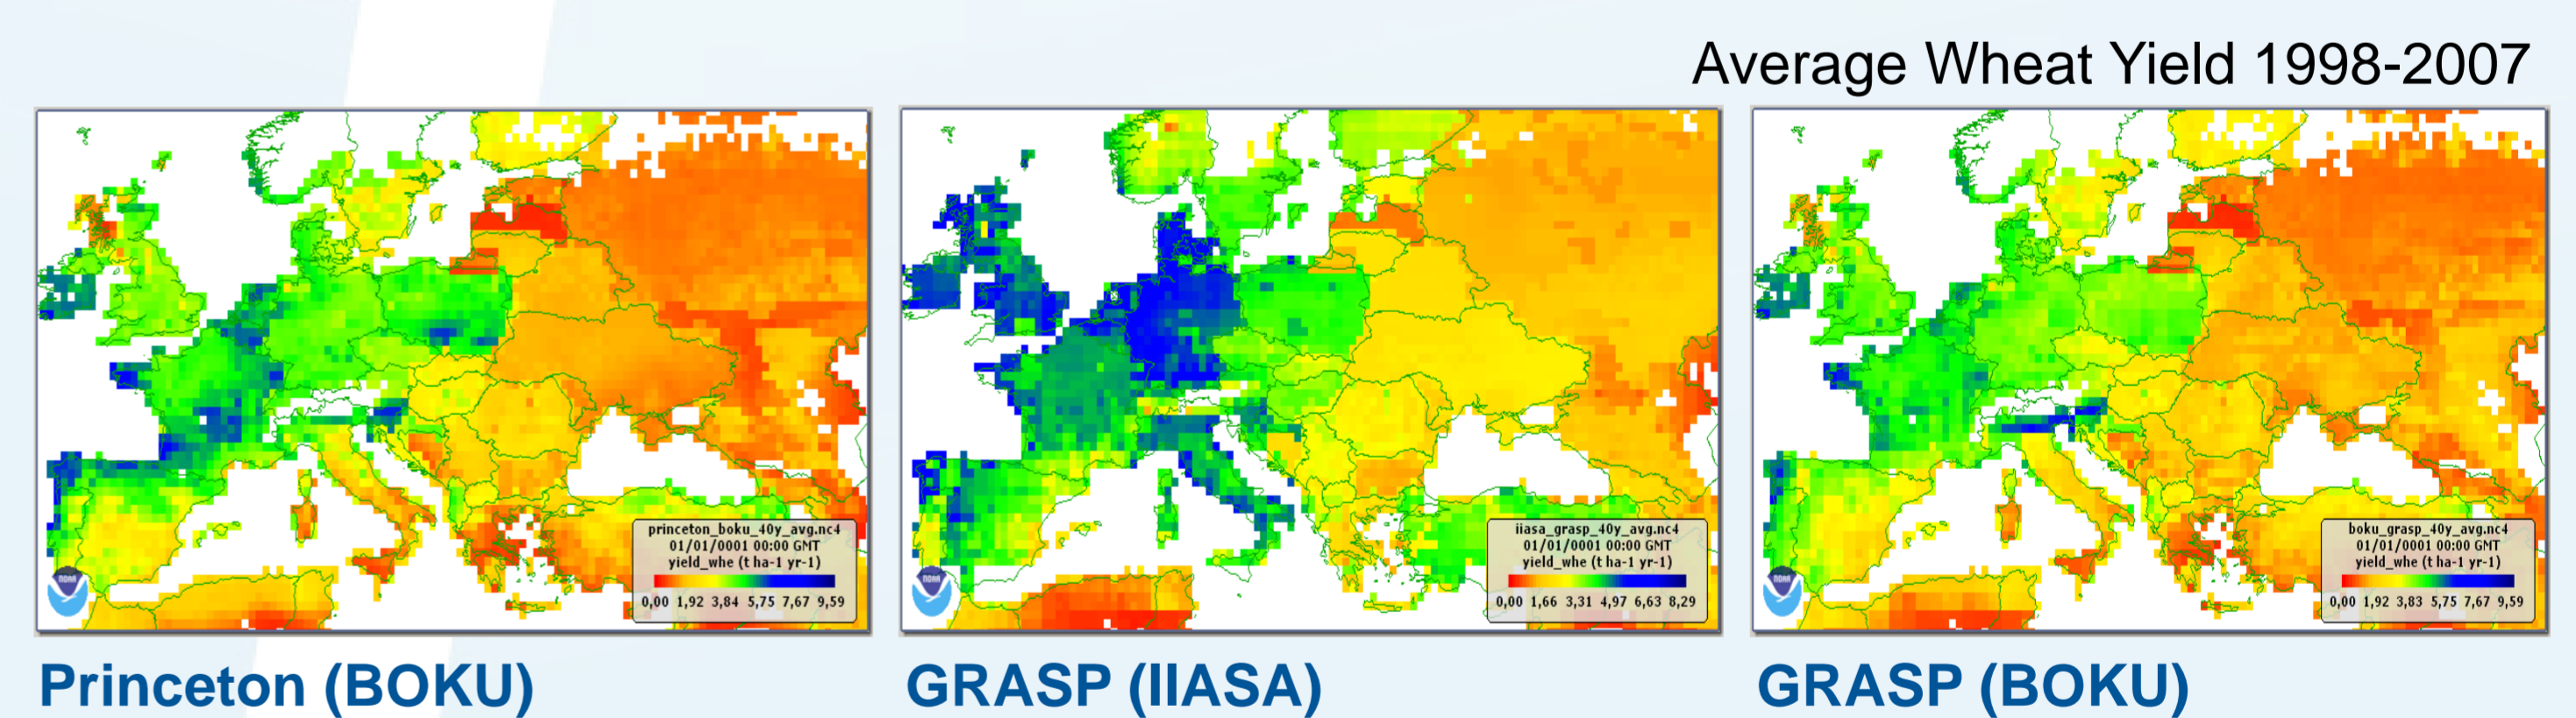 Average Wheat Yield 1998-2007
princeton_boku_40y_avg.nc4
01/01/0001 00:00 GMT
yield_whe (t ha-1 yr-1)
0,00 1,92 3,84 5,75 7,67 9,59
NOAA
Princeton (BOKU)
iiasa_grasp_40y_avg.nc4
01/01/0001 00:00 GMT
yield_whe (t ha-1 yr-1)
0,00 1,66 3,31 4,97 6,63 8,29
NOAA
GRASP (IIASA)
boku_grasp_40y_avg.nc4
01/01/0001 00:00 GMT
yield_whe (t ha-1 yr-1)
0,00 1,92 3,83 5,75 7,67 9,59
NOAA
GRASP (BOKU)